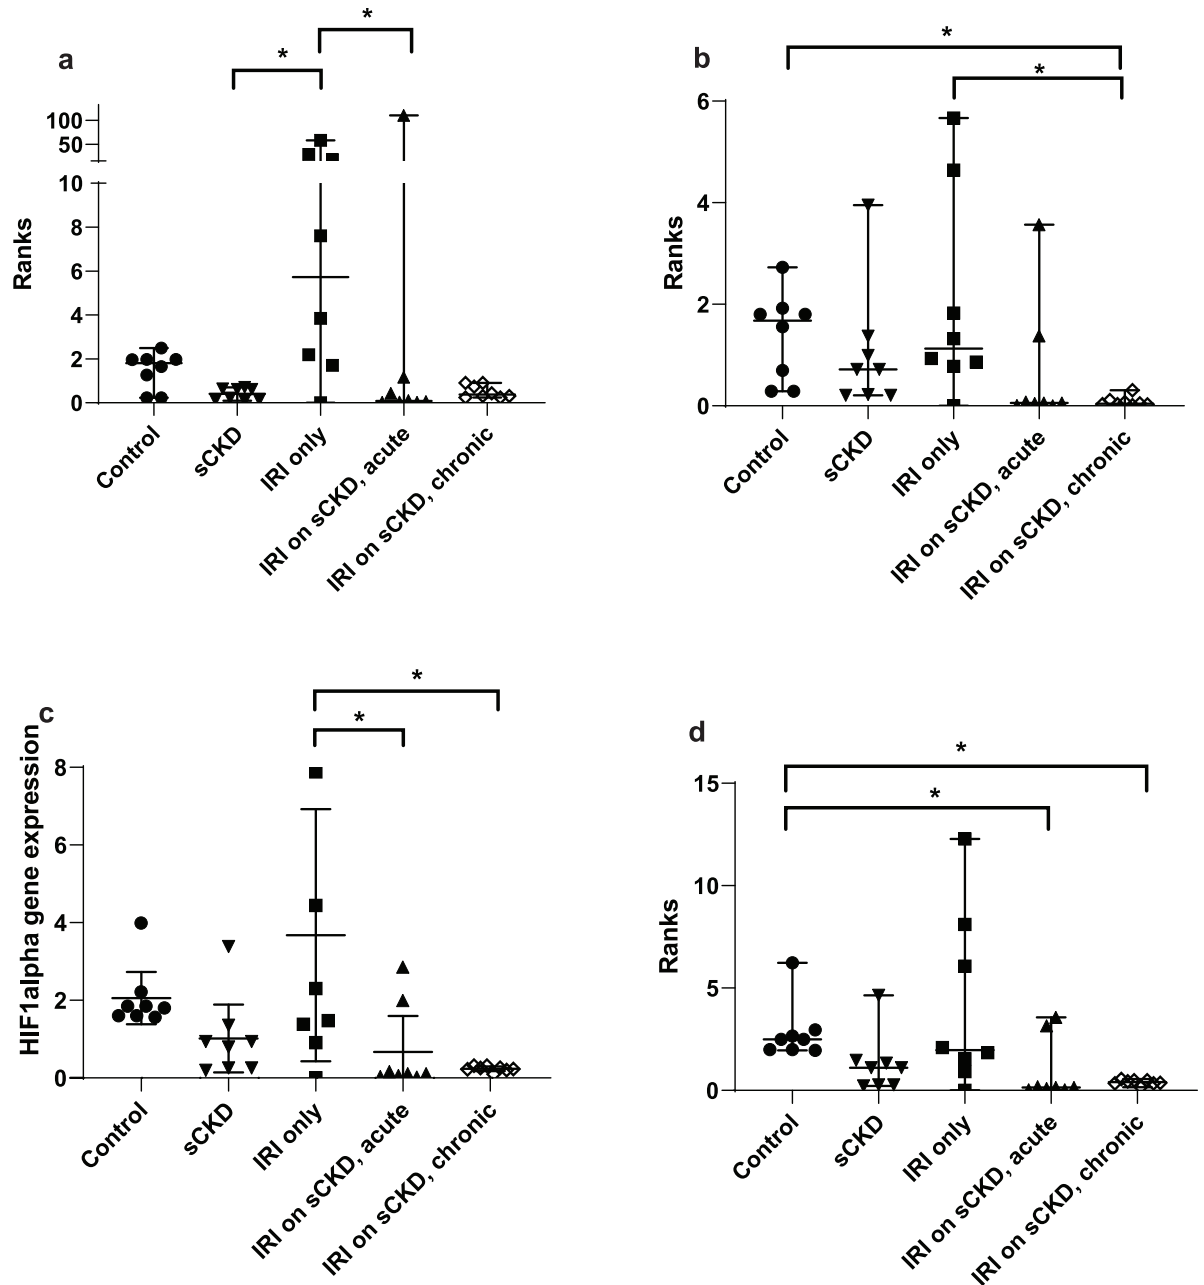 a
*
*
Ranks
100
50
10
8
6
4
2
0
Control
sCKD
IRI only
IRI on sCKD, acute
IRI on sCKD, chronic
b
*
*
Ranks
6
4
2
0
Control
sCKD
IRI only
IRI on sCKD, acute
IRI on sCKD, chronic
c
*
*
HIF1alpha gene expression
8
6
4
2
0
Control
sCKD
IRI only
IRI on sCKD, acute
IRI on sCKD, chronic
d
*
*
Ranks
15
10
5
0
Control
sCKD
IRI only
IRI on sCKD, acute
IRI on sCKD, chronic